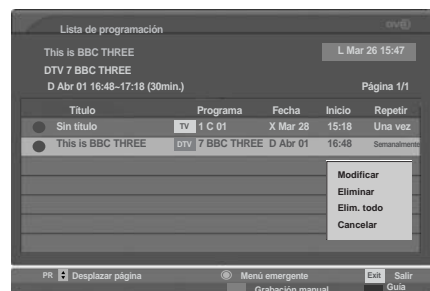 Lista de programación
This is BBC THREE
L Mar 26 15:47
DTV 7 BBC THREE
D Abr 01 16:48~17:18 (30min.)
Página 1/1
Título Programa Fecha Inicio Repetir
Sin título TV 1 C 01 X Mar 28 15:18 Una vez
This is BBC THREE DTV 7 BBC THREE D Abr 01 16:48 Semanalmente
Modificar
Eliminar
Elim. todo
Cancelar
PR Desplazar página Menú emergente Exit Salir
Grabación manual Guía